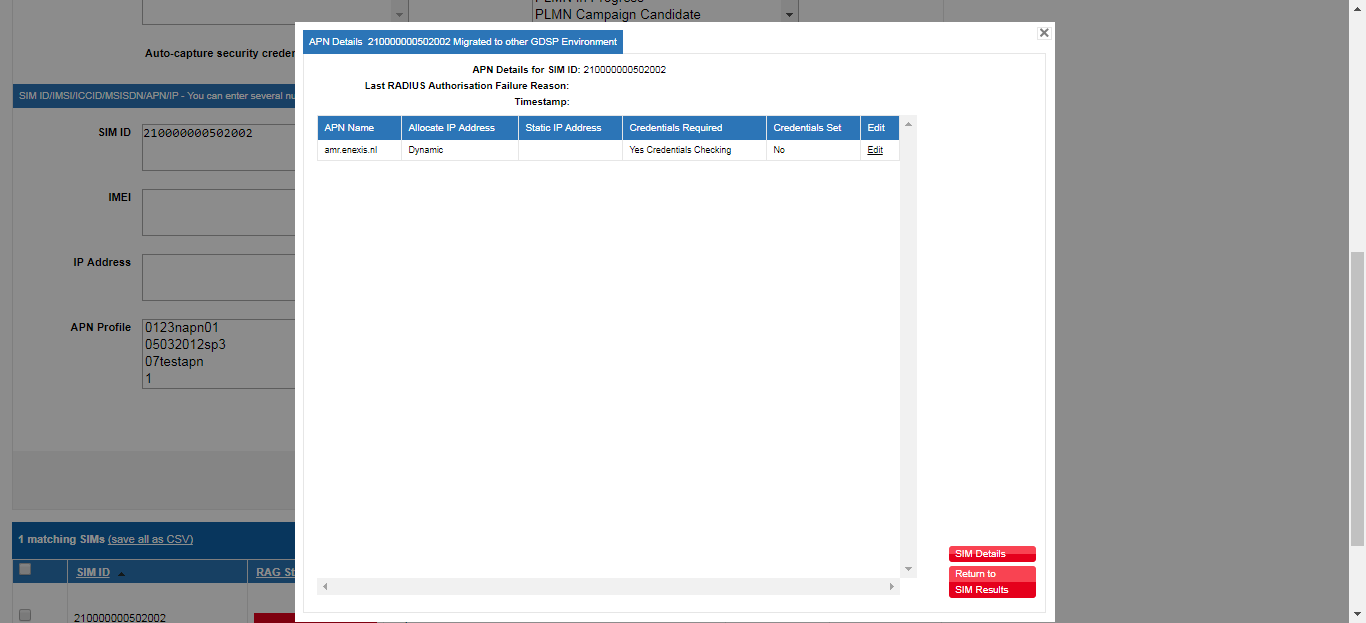 PLMN Campaign Candidate
Auto-capture security creden
SIM ID/IMSI/ICCID/MSISDN/APN/IP - You can enter several nu
SIM ID
210000000502002
IMEI
IP Address
APN Profile
0123napn01
05032012sp3
07testapn
1
1 matching SIMs (save all as CSV)
SIM ID
RAG St
210000000502002
APN Details 210000000502002 Migrated to other GDSP Environment
APN Details for SIM ID: 210000000502002
Last RADIUS Authorisation Failure Reason:
Timestamp:
APN Name Allocate IP Address Static IP Address Credentials Required Credentials Set Edit
amr.enexis.nl Dynamic Yes Credentials Checking No Edit
SIM Details
Return to
SIM Results